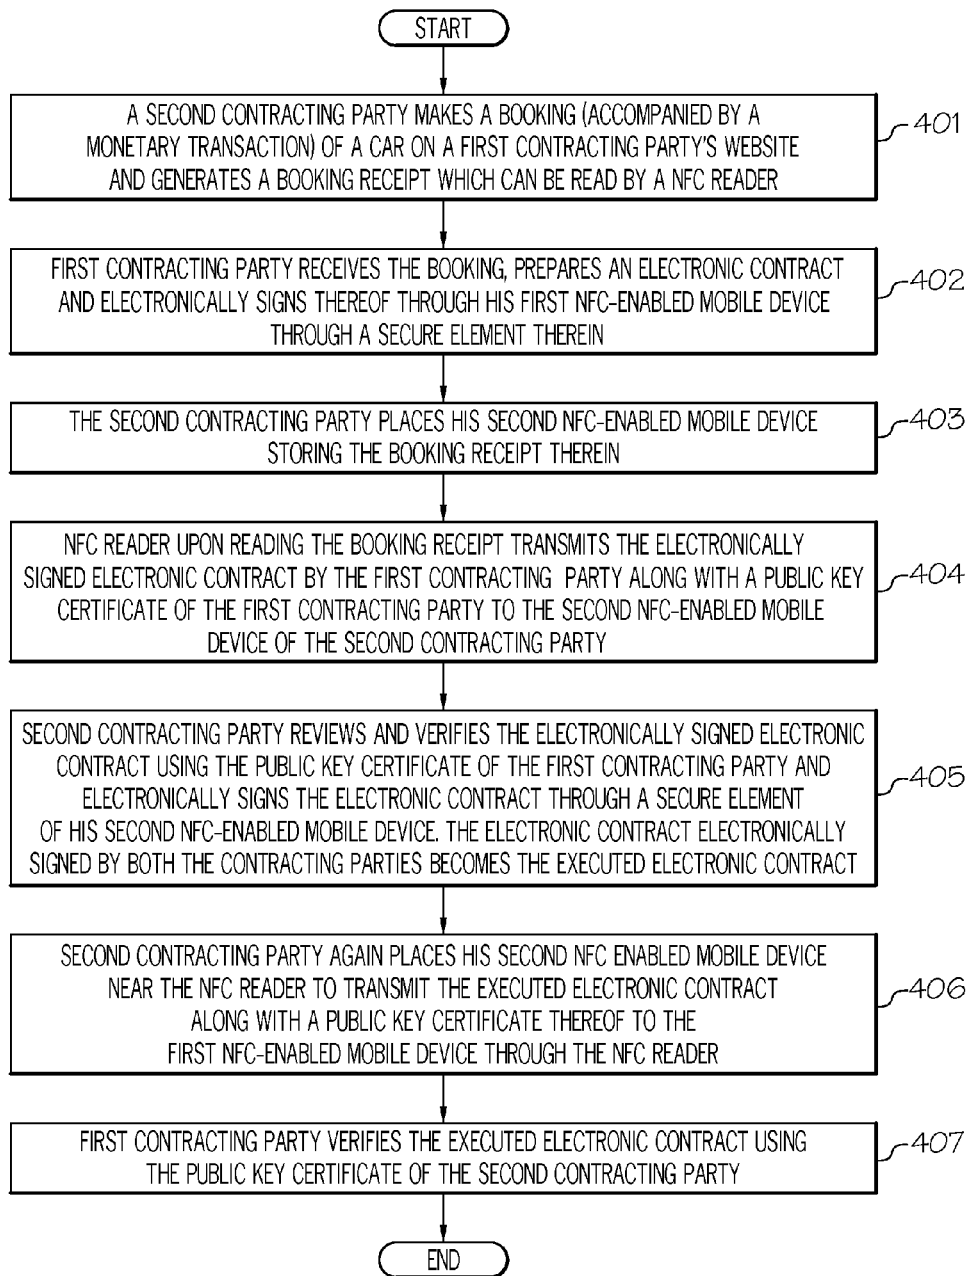 START
A SECOND CONTRACTING PARTY MAKES A BOOKING (ACCOMPANIED BY A
MONETARY TRANSACTION) OF A CAR ON A FIRST CONTRACTING PARTY'S WEBSITE
AND GENERATES A BOOKING RECEIPT WHICH CAN BE READ BY A NFC READER
401
FIRST CONTRACTING PARTY RECEIVES THE BOOKING, PREPARES AN ELECTRONIC CONTRACT
AND ELECTRONICALLY SIGNS THEREOF THROUGH HIS FIRST NFC-ENABLED MOBILE DEVICE
THROUGH A SECURE ELEMENT THEREIN
402
THE SECOND CONTRACTING PARTY PLACES HIS SECOND NFC-ENABLED MOBILE DEVICE
STORING THE BOOKING RECEIPT THEREIN
403
NFC READER UPON READING THE BOOKING RECEIPT TRANSMITS THE ELECTRONICALLY
SIGNED ELECTRONIC CONTRACT BY THE FIRST CONTRACTING PARTY ALONG WITH A PUBLIC KEY
CERTIFICATE OF THE FIRST CONTRACTING PARTY TO THE SECOND NFC-ENABLED MOBILE
DEVICE OF THE SECOND CONTRACTING PARTY
404
SECOND CONTRACTING PARTY REVIEWS AND VERIFIES THE ELECTRONICALLY SIGNED ELECTRONIC
CONTRACT USING THE PUBLIC KEY CERTIFICATE OF THE FIRST CONTRACTING PARTY AND
ELECTRONICALLY SIGNS THE ELECTRONIC CONTRACT THROUGH A SECURE ELEMENT
OF HIS SECOND NFC-ENABLED MOBILE DEVICE. THE ELECTRONIC CONTRACT ELECTRONICALLY
SIGNED BY BOTH THE CONTRACTING PARTIES BECOMES THE EXECUTED ELECTRONIC CONTRACT
405
SECOND CONTRACTING PARTY AGAIN PLACES HIS SECOND NFC ENABLED MOBILE DEVICE
NEAR THE NFC READER TO TRANSMIT THE EXECUTED ELECTRONIC CONTRACT
ALONG WITH A PUBLIC KEY CERTIFICATE THEREOF TO THE
FIRST NFC-ENABLED MOBILE DEVICE THROUGH THE NFC READER
406
FIRST CONTRACTING PARTY VERIFIES THE EXECUTED ELECTRONIC CONTRACT USING
THE PUBLIC KEY CERTIFICATE OF THE SECOND CONTRACTING PARTY
407
END